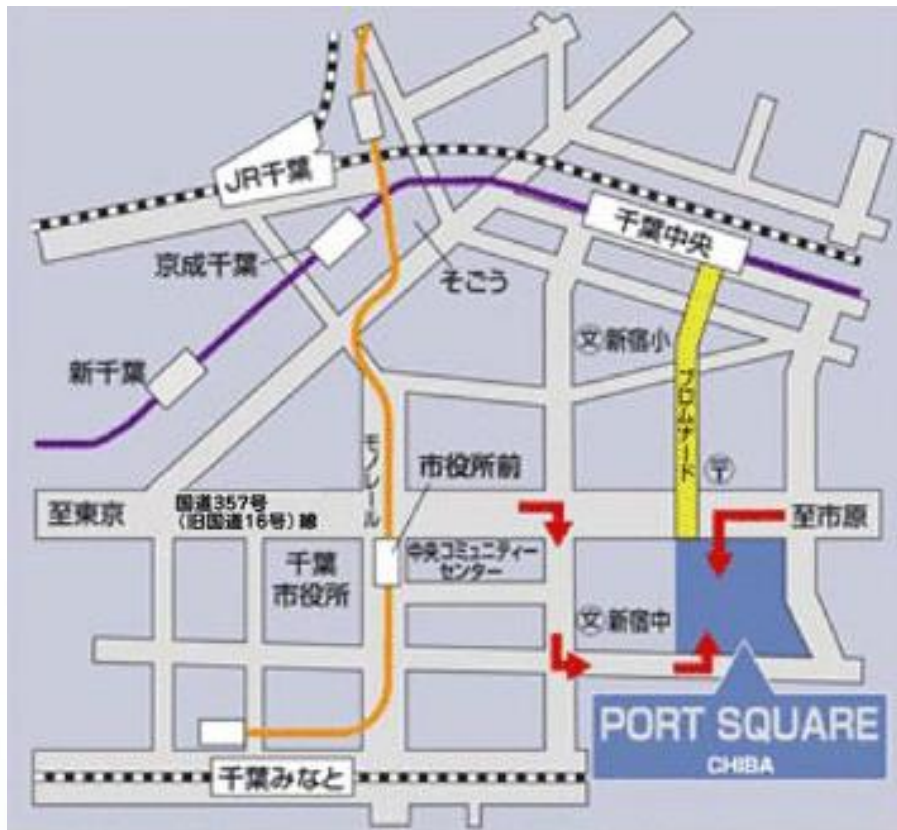 JR千葉
千葉中央
京成千葉
そごう
文新宿小
新千葉
プロムナード
モノレール
市役所前
〒
至東京
国道357号
(旧国道16号)線
至市原
中央コミュニティー
センター
千葉
市役所
文新宿中
PORT SQUARE
CHIBA
千葉みなと